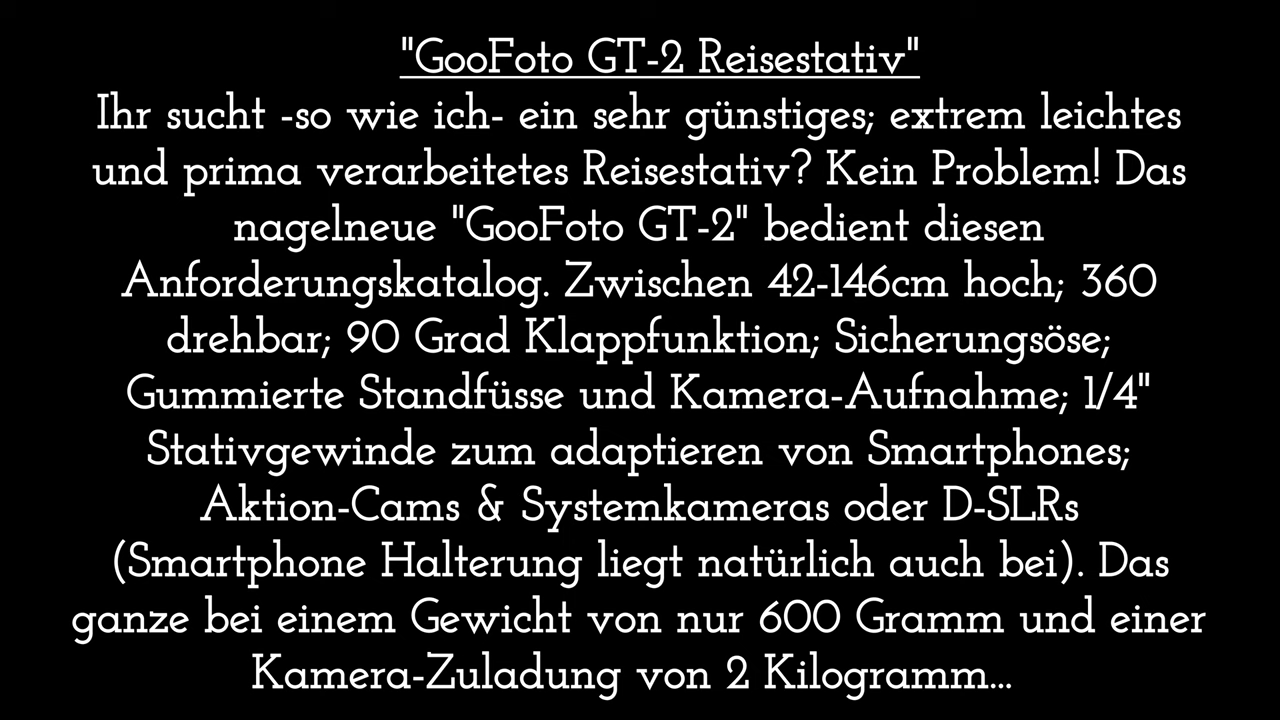 "GooFoto GT-2 Reisestativ"
Ihr sucht -so wie ich- ein sehr günstiges; extrem leichtes
und prima verarbeitetes Reisestativ? Kein Problem! Das
nagelneue "GooFoto GT-2" bedient diesen
Anforderungskatalog. Zwischen 42-146cm hoch; 360
drehbar; 90 Grad Klappfunktion; Sicherungsöse;
Gummierte Standfüsse und Kamera-Aufnahme; 1/4"
Stativgewinde zum adaptieren von Smartphones;
Aktion-Cams & Systemkameras oder D-SLRs
(Smartphone Halterung liegt natürlich auch bei). Das
ganze bei einem Gewicht von nur 600 Gramm und einer
Kamera-Zuladung von 2 Kilogramm...